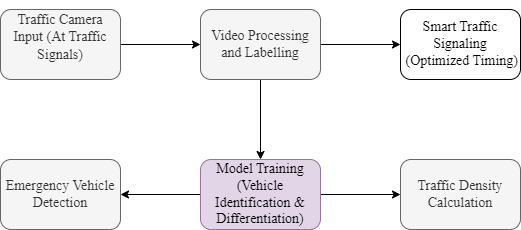 Traffic Camera
Input (At Traffic
Signals)
Video Processing
and Labelling
Smart Traffic
Signaling
(Optimized Timing)
Emergency Vehicle
Detection
Model Training
(Vehicle
Identification &
Differentiation)
Traffic Density
Calculation